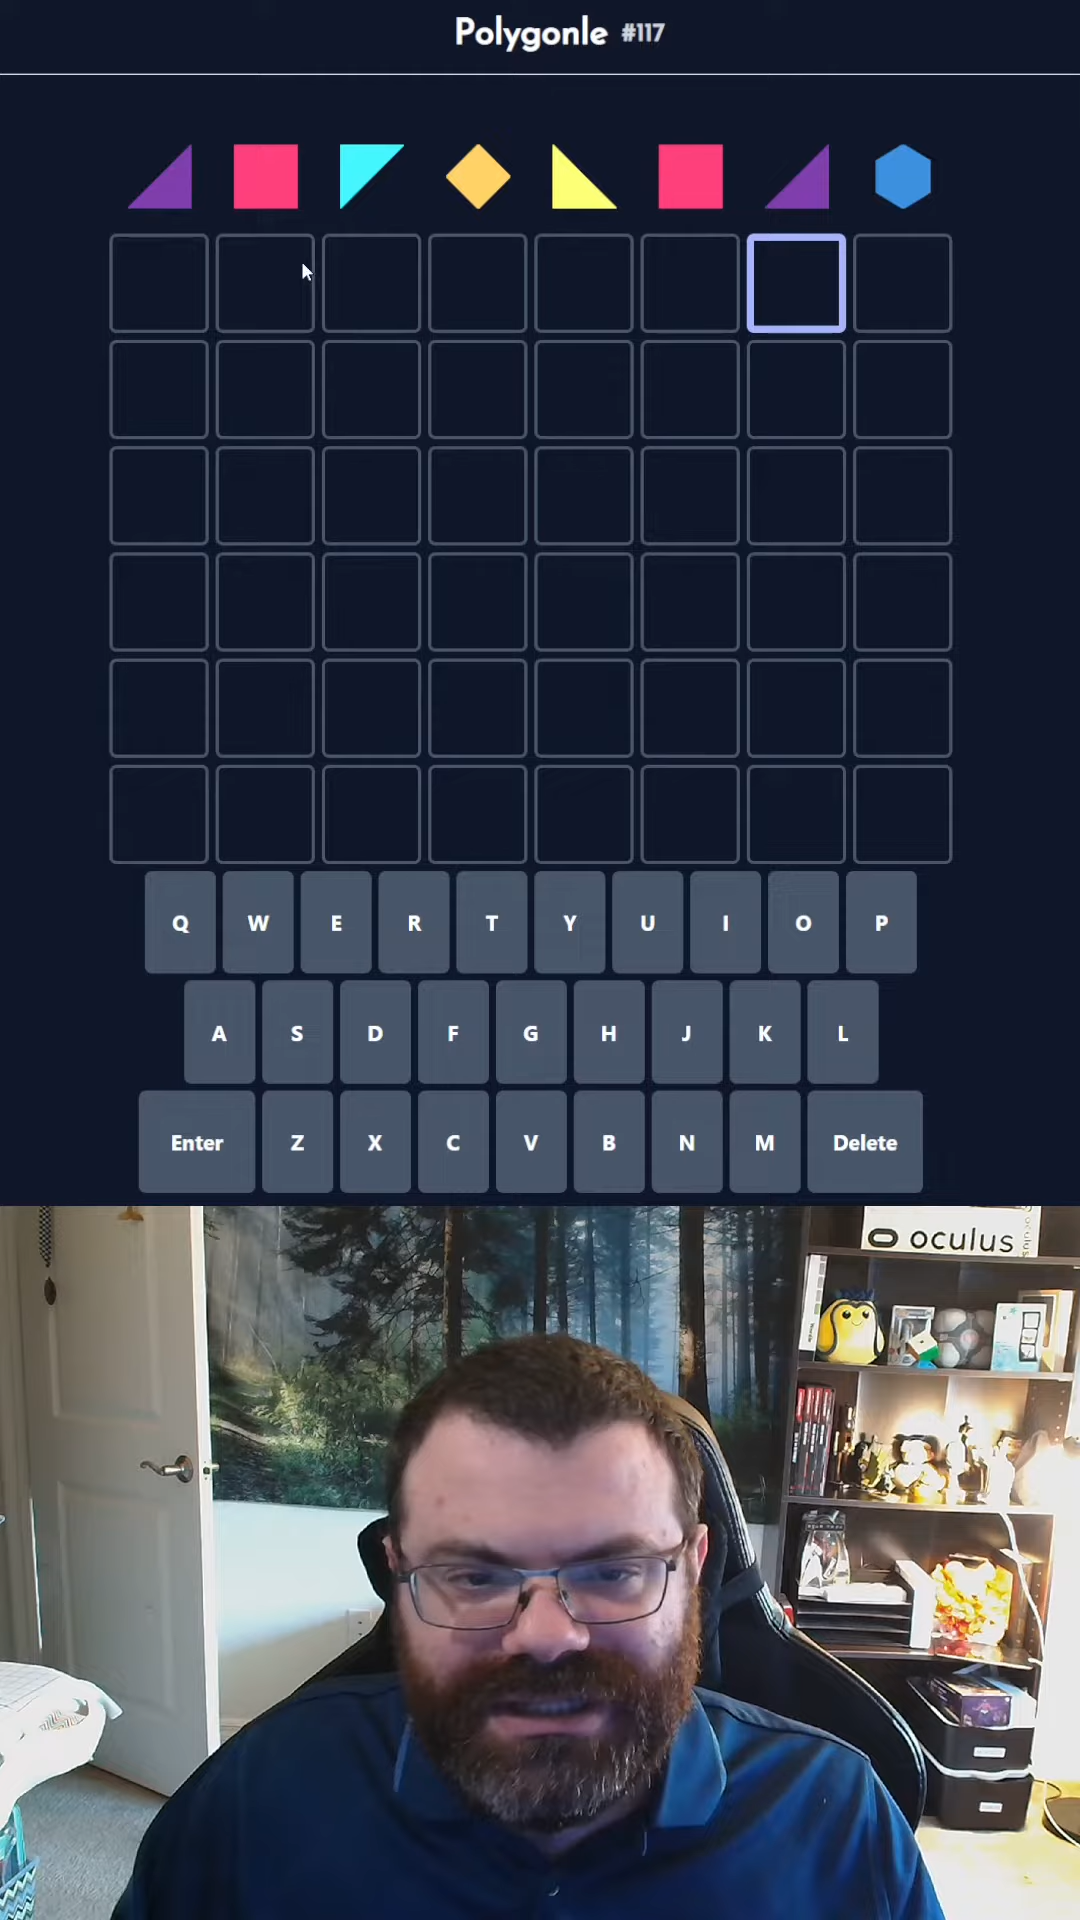 Polygonle #117
Q W E R T Y U I O P
A S D F G H J K L
Enter Z X C V B N M Delete
oculus